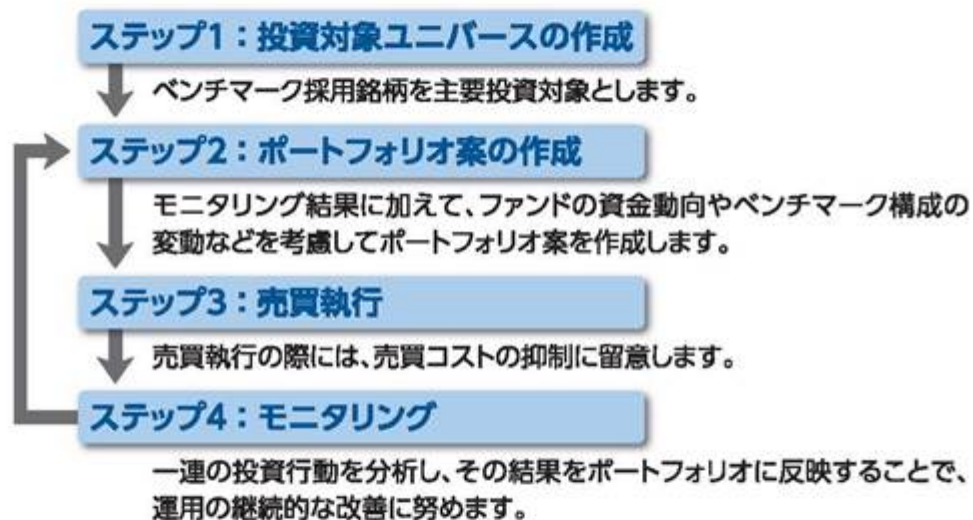 ステップ1：投資対象ユニバースの作成
ベンチマーク採用銘柄を主要投資対象とします。
ステップ2：ポートフォリオ案の作成
モニタリング結果に加えて、ファンドの資金動向やベンチマーク構成の
変動などを考慮してポートフォリオ案を作成します。
ステップ3：売買執行
売買執行の際には、売買コストの抑制に留意します。
ステップ4：モニタリング
一連の投資行動を分析し、その結果をポートフォリオに反映することで、
運用の継続的な改善に努めます。